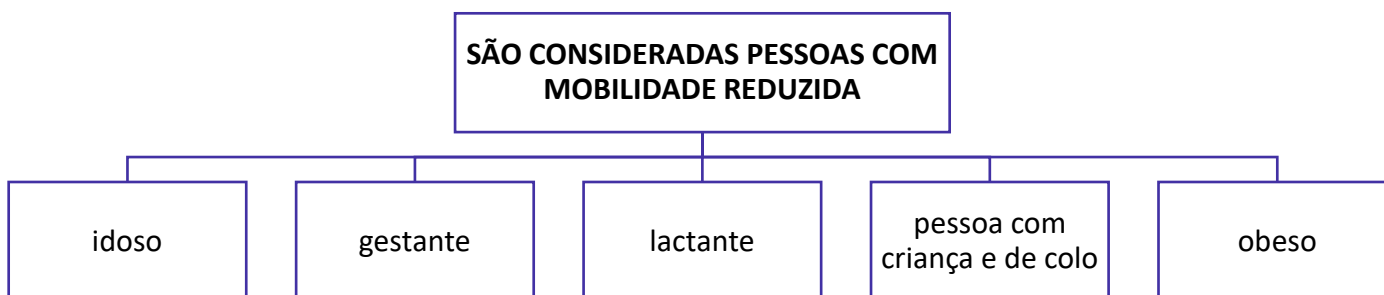 SÃO CONSIDERADAS PESSOAS COM
MOBILIDADE REDUZIDA
idoso
gestante
lactante
pessoa com
criança e de colo
obeso